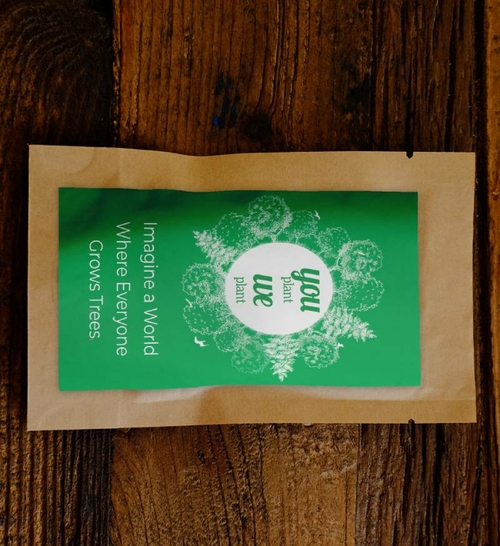 you
plant
we
plant
Imagine a World
Where Everyone
Grows Trees